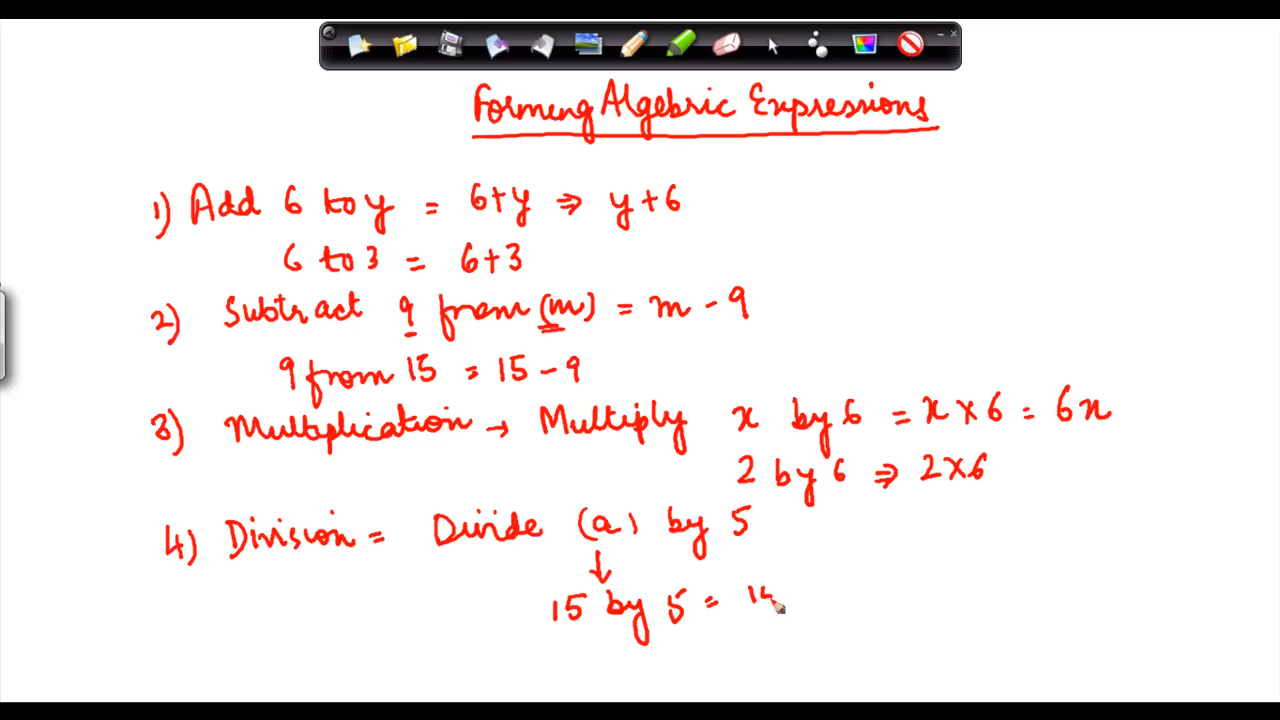 Forming Algebric Expressions
1) Add 6 to y = 6+y ⇒ y+6
6 to 3 = 6+3
2) Subtract 9 from (m) = m - 9
9 from 15 = 15 - 9
3) Multiplication → Multiply x by 6 = x × 6 = 6x
2 by 6 ⇒ 2×6
4) Division = Divide (a) by 5
↓
15 by 5 =